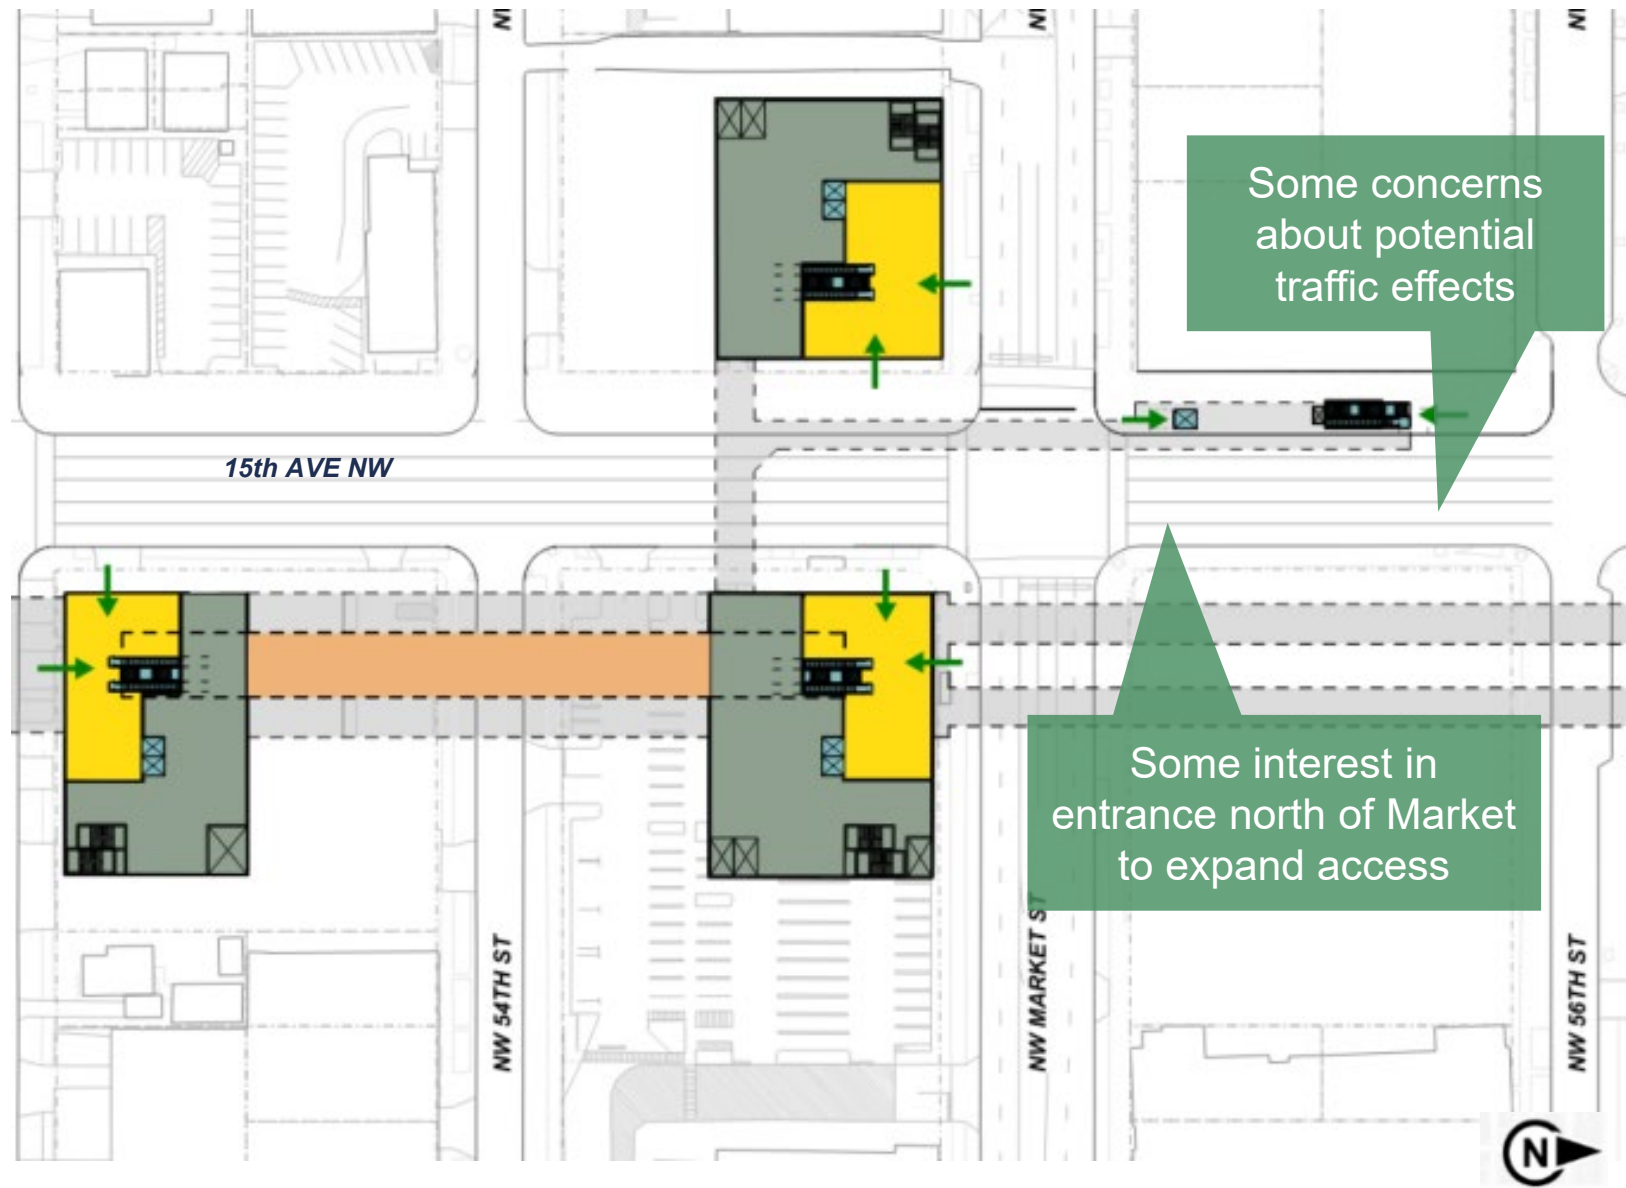 Some concerns
about potential
traffic effects
15th AVE NW
Some interest in
entrance north of Market
to expand access
NW 54TH ST
NW MARKET ST
NW 56TH ST
N